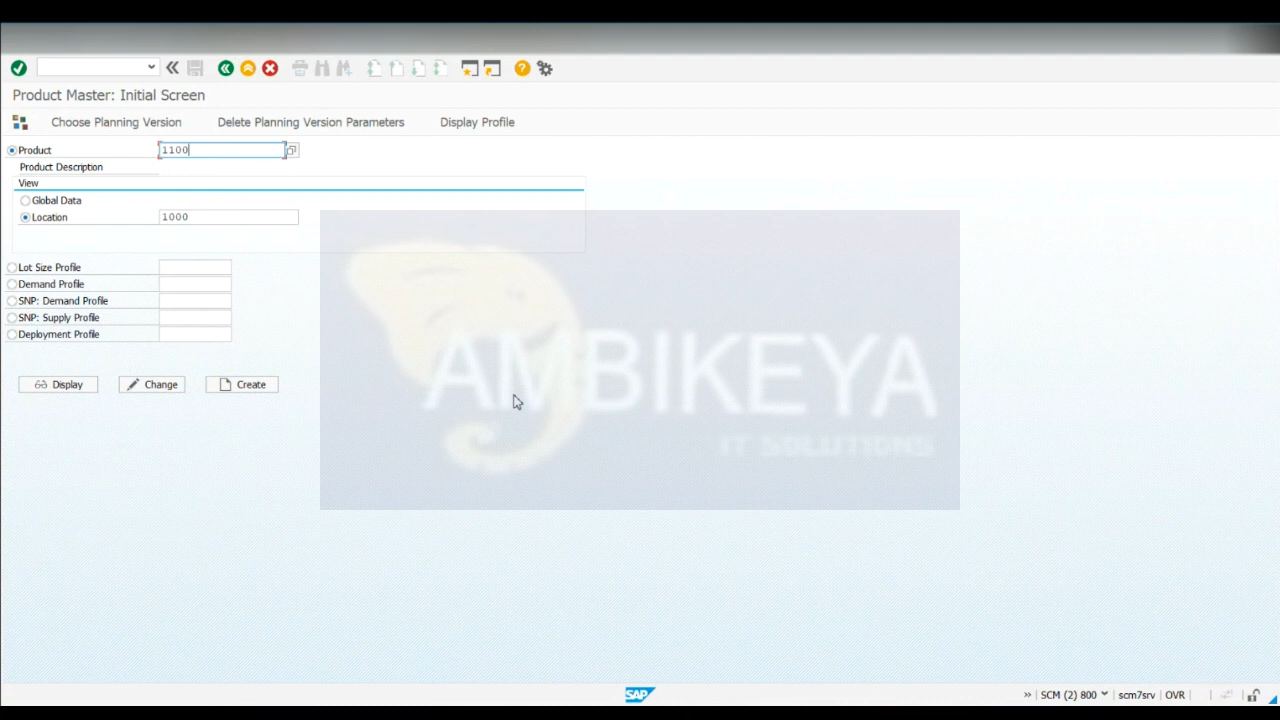 Product Master: Initial Screen
Choose Planning Version Delete Planning Version Parameters Display Profile
Product 1100
Product Description
View
Global Data
Location 1000
Lot Size Profile
Demand Profile
SNP: Demand Profile
SNP: Supply Profile
Deployment Profile
Display Change Create
AMBIKEYA
IT SOLUTIONS
SAP » SCM (2) 800 scm7srv OVR